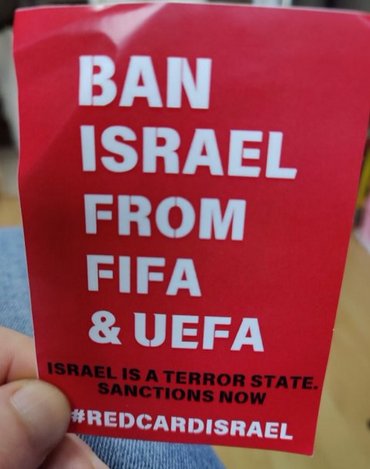 BAN
ISRAEL
FROM
FIFA
& UEFA
ISRAEL IS A TERROR STATE.
SANCTIONS NOW
#REDCARDISRAEL